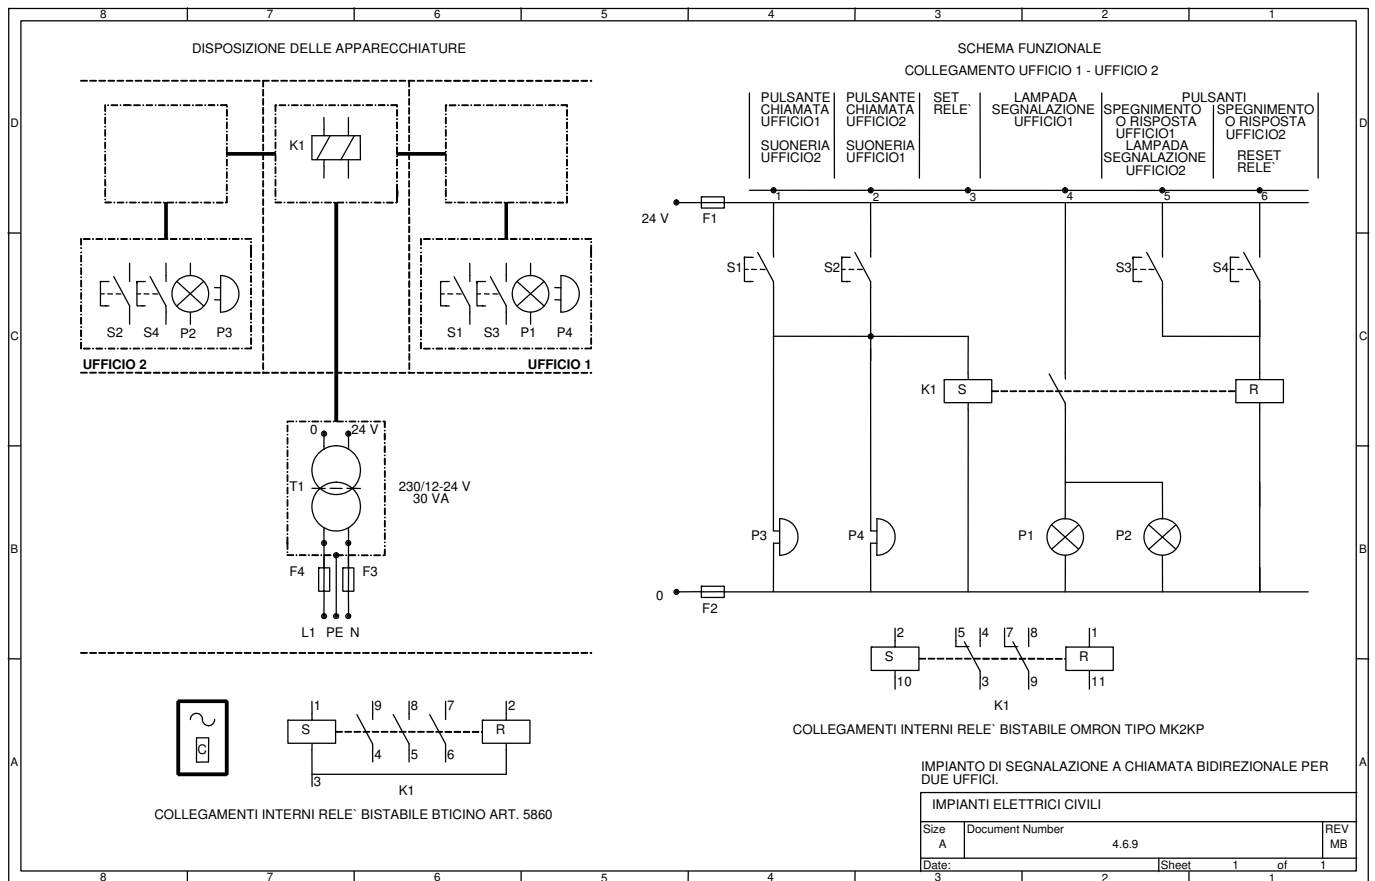 8 7 6 5 4 3 2 1
DISPOSIZIONE DELLE APPARECCHIATURE
K1
S2 S4 P2 P3
UFFICIO 2
S1 S3 P1 P4
UFFICIO 1
0 24 V
T1
230/12-24 V
30 VA
F4 F3
L1 PE N
SCHEMA FUNZIONALE
COLLEGAMENTO UFFICIO 1 - UFFICIO 2
PULSANTE
CHIAMATA
UFFICIO1
SUONERIA
UFFICIO2
PULSANTE
CHIAMATA
UFFICIO2
SUONERIA
UFFICIO1
SET
RELE`
LAMPADA
SEGNALAZIONE
UFFICIO1
PULSANTI
SPEGNIMENTO
O RISPOSTA
UFFICIO1
LAMPADA
SEGNALAZIONE
UFFICIO2
SPEGNIMENTO
O RISPOSTA
UFFICIO2
RESET
RELE`
1 2 3 4 5 6
24 V F1
S1 S2 S3 S4
K1 S R
P3 P4 P1 P2
0 F2
2 5 4 7 8 1
S R
10 3 9 11
K1
COLLEGAMENTI INTERNI RELE` BISTABILE OMRON TIPO MK2KP
C
1 9 8 7 2
S R
4 5 6
3
K1
COLLEGAMENTI INTERNI RELE` BISTABILE BTICINO ART. 5860
IMPIANTO DI SEGNALAZIONE A CHIAMATA BIDIREZIONALE PER
DUE UFFICI.
IMPIANTI ELETTRICI CIVILI
Size Document Number REV
A 4.6.9 MB
Date: Sheet 1 of 1
D D
C C
B B
A A
8 7 6 5 4 3 2 1